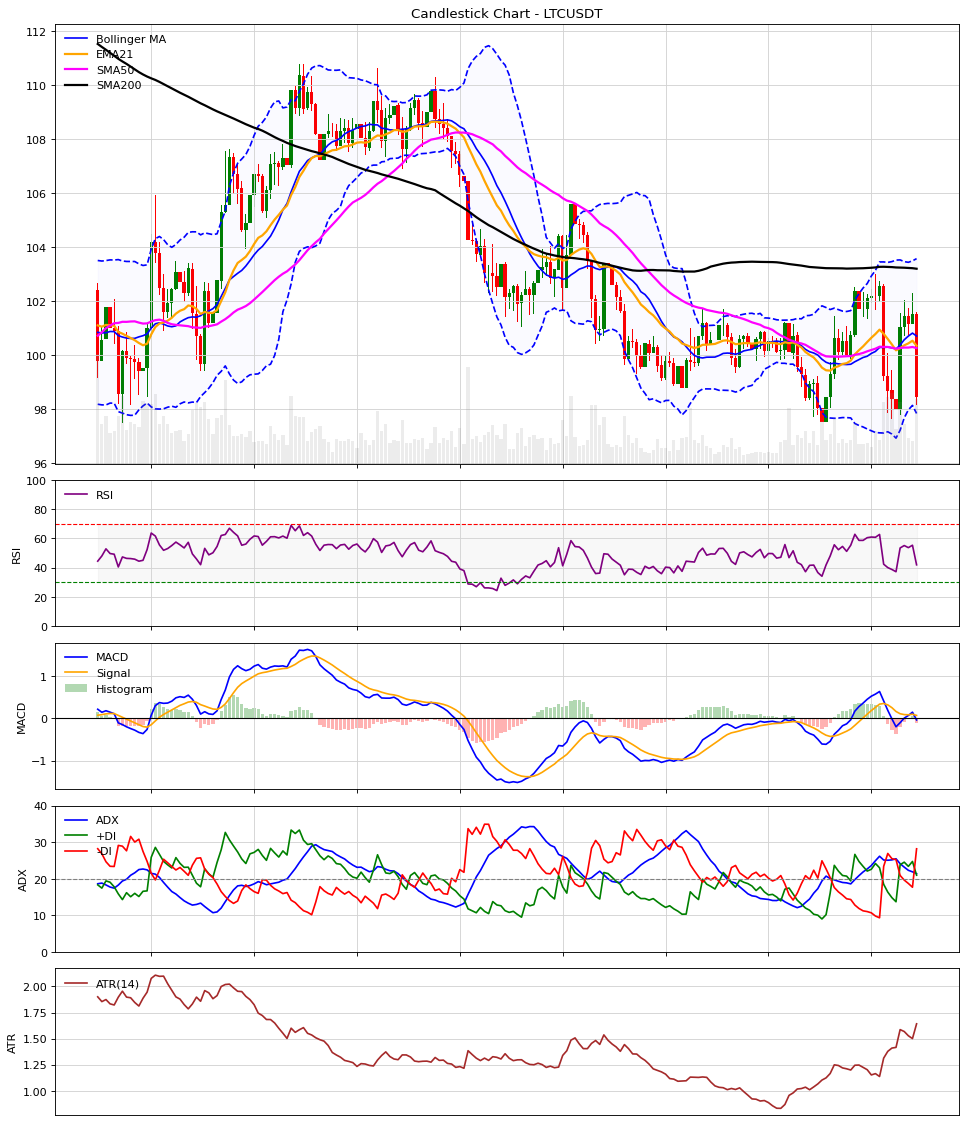 Candlestick Chart - LTCUSDT
112
110
108
106
104
102
100
98
96
Bollinger MA
EMA21
SMA50
SMA200
100
80
60
40
20
0
RSI
RSI
1
0
−1
MACD
MACD
Signal
Histogram
40
30
20
10
0
ADX
ADX
+DI
-DI
2.00
1.75
1.50
1.25
1.00
ATR
ATR(14)